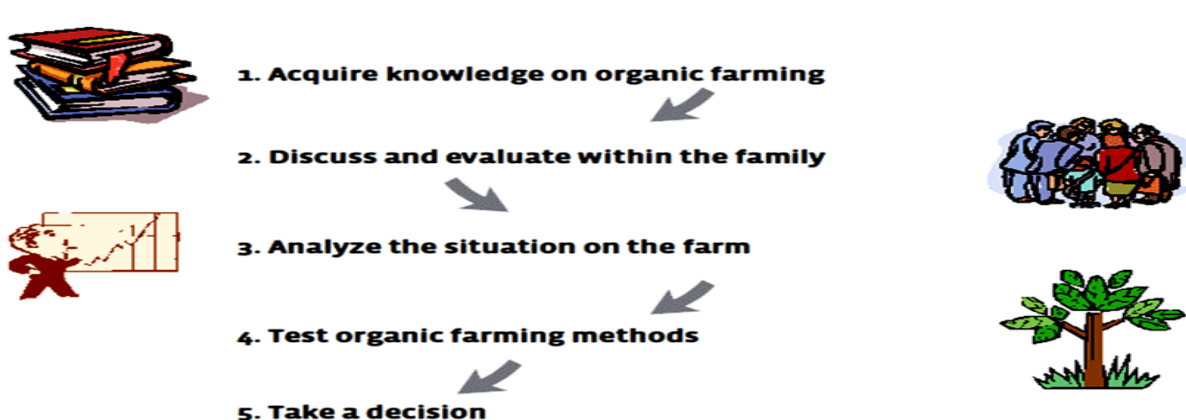 1. Acquire knowledge on organic farming
2. Discuss and evaluate within the family
3. Analyze the situation on the farm
4. Test organic farming methods
5. Take a decision